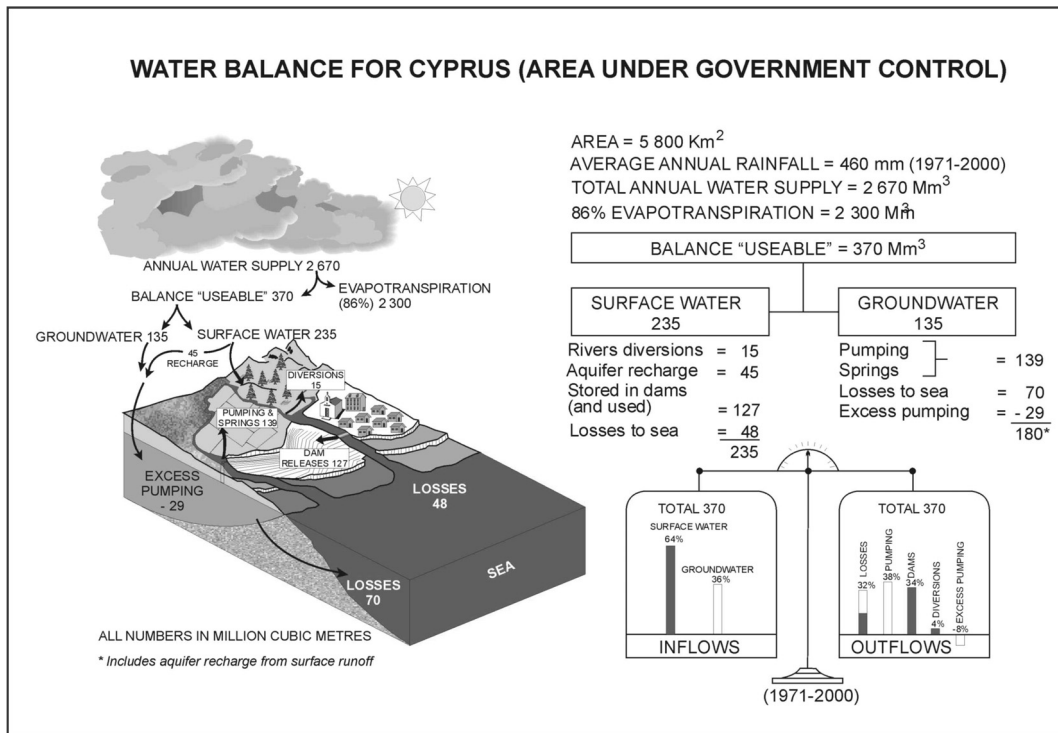 WATER BALANCE FOR CYPRUS (AREA UNDER GOVERNMENT CONTROL)
ANNUAL WATER SUPPLY 2 670
EVAPOTRANSPIRATION
(86%) 2 300
BALANCE “USEABLE” 370
GROUNDWATER 135
SURFACE WATER 235
45
RECHARGE
DIVERSIONS
15
PUMPING &
SPRINGS 139
DAM
RELEASES 127
EXCESS
PUMPING
- 29
LOSSES
48
SEA
LOSSES
70
ALL NUMBERS IN MILLION CUBIC METRES
* Includes aquifer recharge from surface runoff
AREA = 5 800 Km2
AVERAGE ANNUAL RAINFALL = 460 mm (1971-2000)
TOTAL ANNUAL WATER SUPPLY = 2 670 Mm3
86% EVAPOTRANSPIRATION = 2 300 Mm3
BALANCE “USEABLE” = 370 Mm3
SURFACE WATER
235
Rivers diversions = 15
Aquifer recharge = 45
Stored in dams
(and used) = 127
Losses to sea = 48
235
GROUNDWATER
135
Pumping
Springs = 139
Losses to sea = 70
Excess pumping = - 29
180*
TOTAL 370
SURFACE WATER
64%
GROUNDWATER
36%
INFLOWS
TOTAL 370
LOSSES
32%
PUMPING
38%
DAMS
34%
DIVERSIONS
4%
EXCESS PUMPING
-8%
OUTFLOWS
(1971-2000)